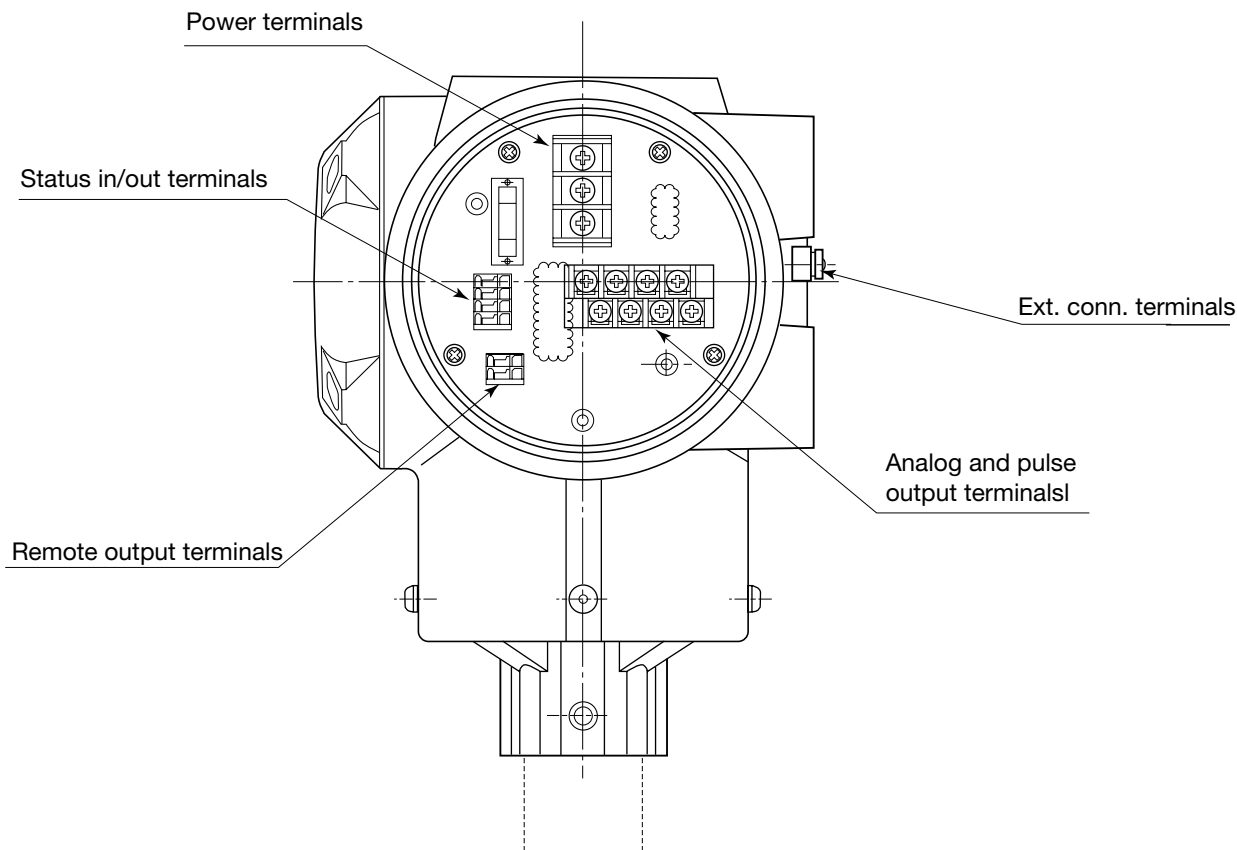 Power terminals
Status in/out terminals
Ext. conn. terminals
Analog and pulse
output terminalsl
Remote output terminals